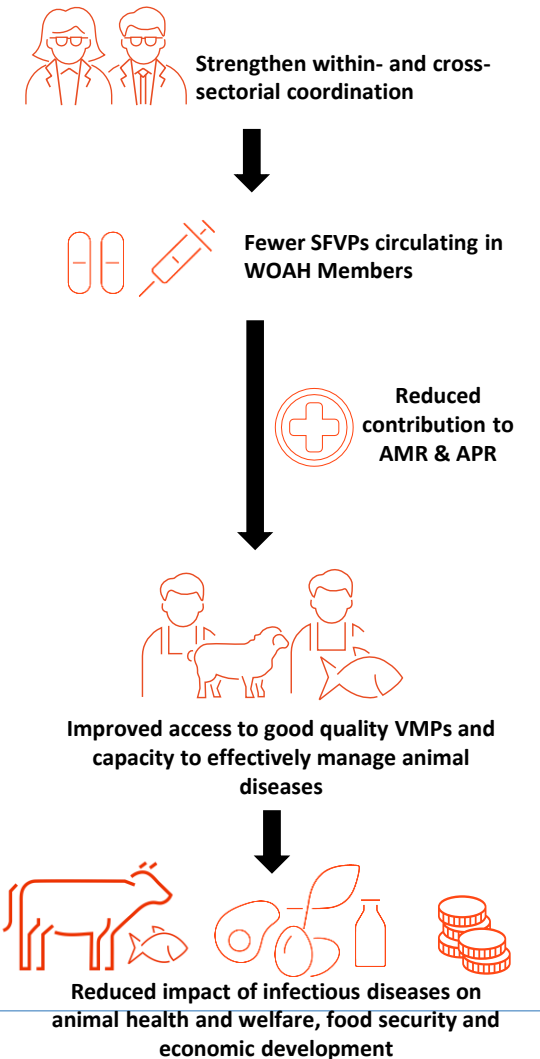 Strengthen within- and cross-
sectorial coordination
Fewer SFVPs circulating in
WOAH Members
Reduced
contribution to
AMR & APR
Improved access to good quality VMPs and
capacity to effectively manage animal
diseases
Reduced impact of infectious diseases on
animal health and welfare, food security and
economic development